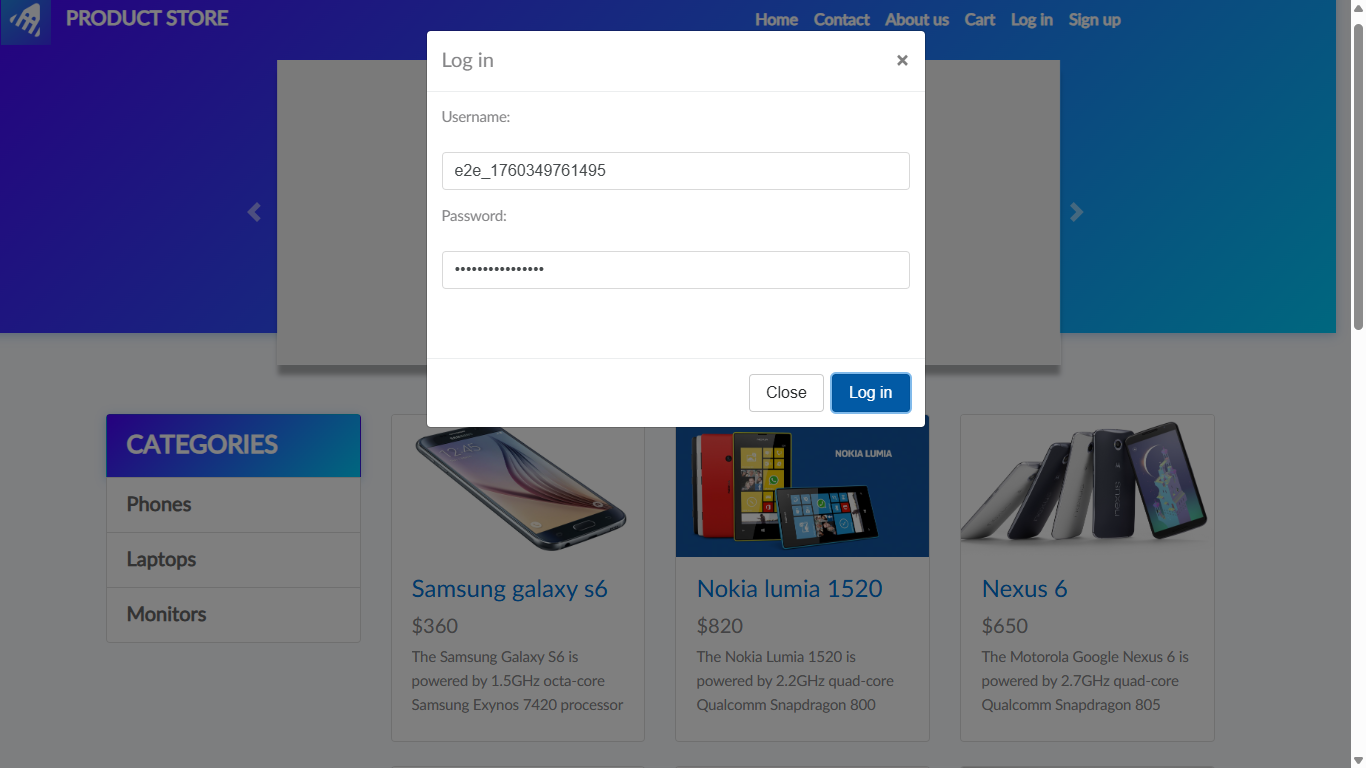 PRODUCT STORE
Home Contact About us Cart Log in Sign up
Log in
×
Username:
e2e_1760349761495
Password:
••••••••••••••••
Close Log in
CATEGORIES
Phones
Laptops
Monitors
NOKIA LUMIA
nexus
Samsung galaxy s6
$360
The Samsung Galaxy S6 is
powered by 1.5GHz octa-core
Samsung Exynos 7420 processor
Nokia lumia 1520
$820
The Nokia Lumia 1520 is
powered by 2.2GHz quad-core
Qualcomm Snapdragon 800
Nexus 6
$650
The Motorola Google Nexus 6 is
powered by 2.7GHz quad-core
Qualcomm Snapdragon 805